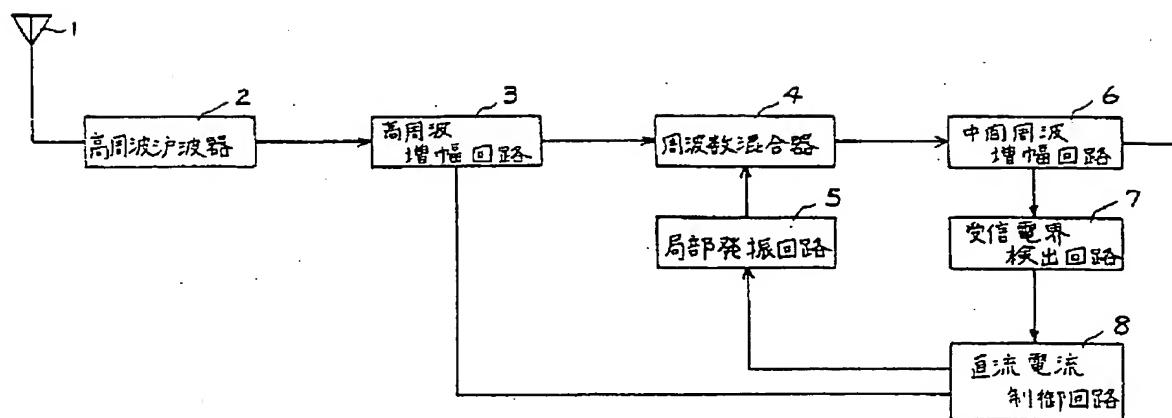 1
2
高周波沪波器
3
高周波
増幅回路
4
周波数混合器
6
中間周波
増幅回路
5
局部発振回路
7
受信電界
検出回路
8
直流電流
制御回路